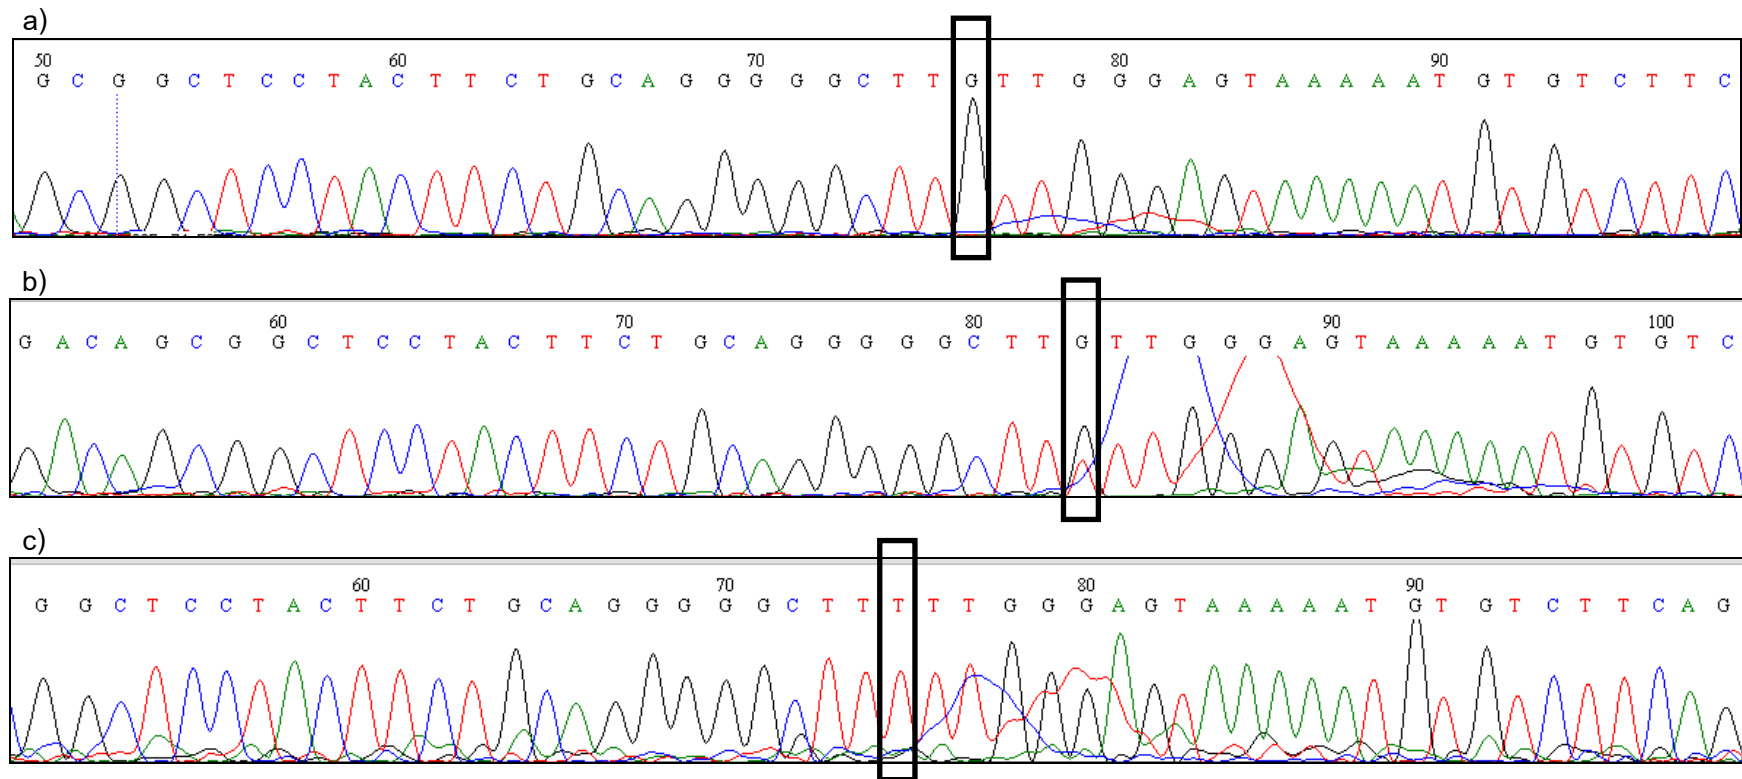 a)
50 60 70 80 90
G C G G C T C C T A C T T C T G C A G G G G G C T T G T T G G G A G T A A A A A T G T G T C T T C
b)
60 70 80 90 100
G A C A G C G G C T C C T A C T T C T G C A G G G G G C T T G T T G G G A G T A A A A A T G T G T C
c)
60 70 80 90
G G C T C C T A C T T C T G C A G G G G G C T T T T T G G G A G T A A A A A T G T G T C T T C A G